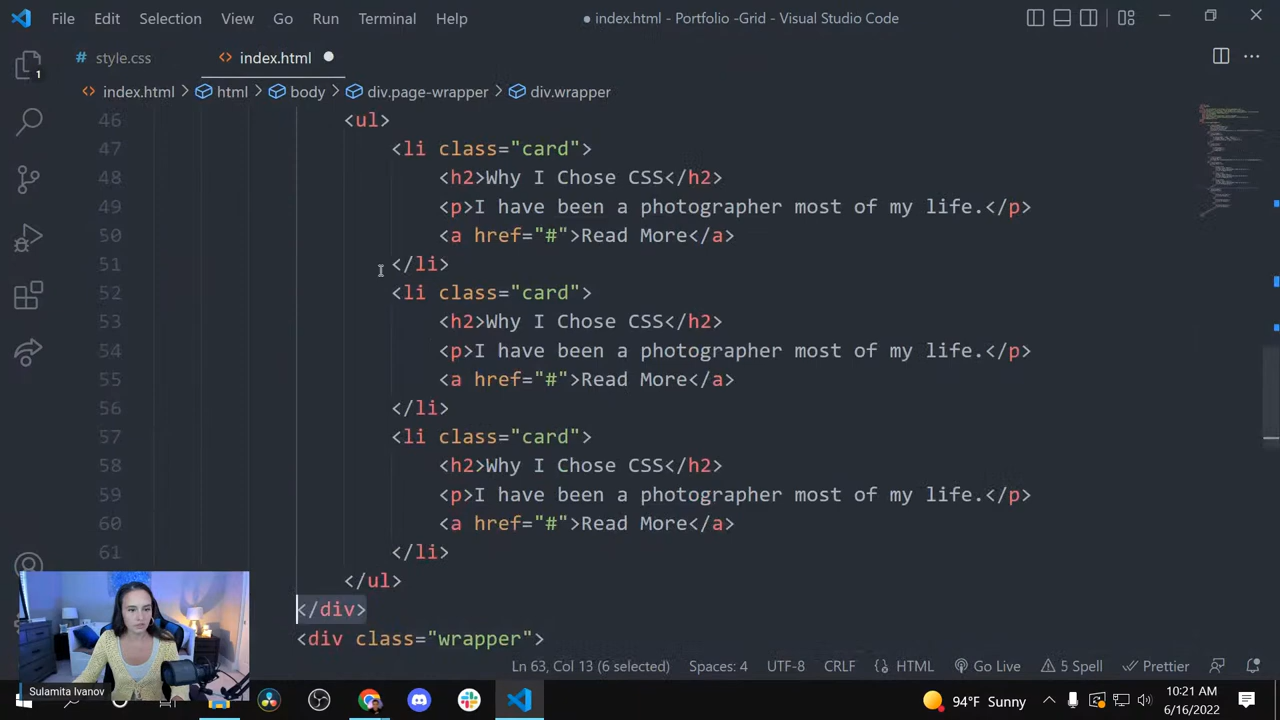 File Edit Selection View Go Run Terminal Help
● index.html - Portfolio -Grid - Visual Studio Code
# style.css
<> index.html ●
<> index.html > html > body > div.page-wrapper > div.wrapper
1
46 <ul>
47 <li class="card">
48 <h2>Why I Chose CSS</h2>
49 <p>I have been a photographer most of my life.</p>
50 <a href="#">Read More</a>
51 </li>
52 <li class="card">
53 <h2>Why I Chose CSS</h2>
54 <p>I have been a photographer most of my life.</p>
55 <a href="#">Read More</a>
56 </li>
57 <li class="card">
58 <h2>Why I Chose CSS</h2>
59 <p>I have been a photographer most of my life.</p>
60 <a href="#">Read More</a>
61 </li>
</ul>
</div>
<div class="wrapper">
Ln 63, Col 13 (6 selected) Spaces: 4 UTF-8 CRLF HTML Go Live 5 Spell Prettier
Sulamita Ivanov
94°F Sunny
10:21 AM
6/16/2022